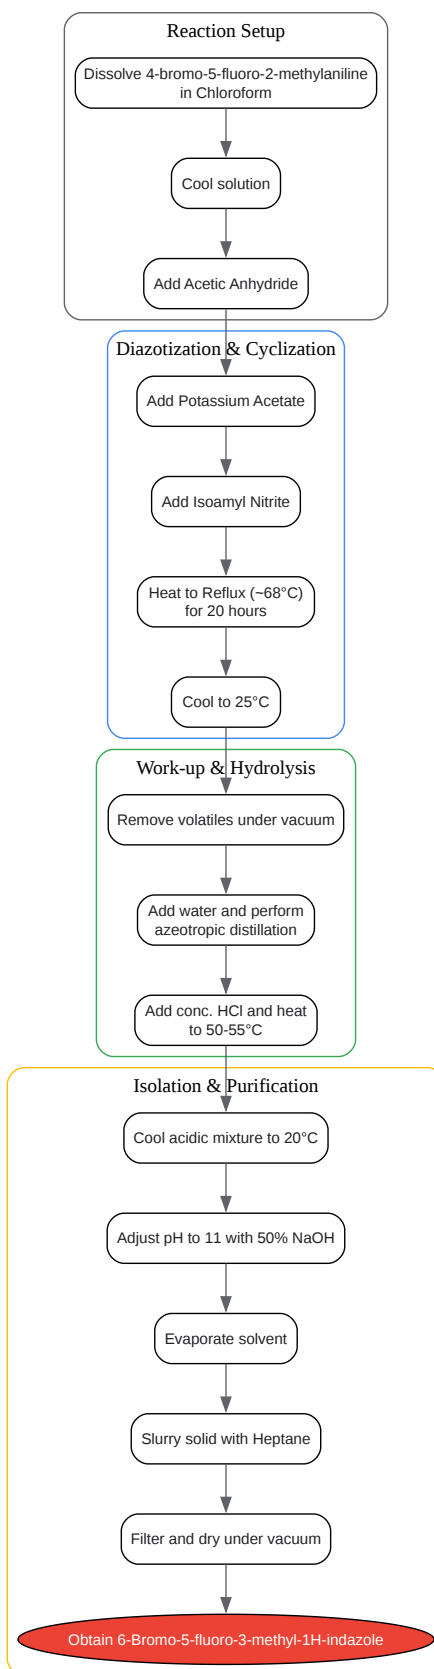 Reaction Setup
Dissolve 4-bromo-5-fluoro-2-methylaniline
in Chloroform
Cool solution
Add Acetic Anhydride
Diazotization & Cyclization
Add Potassium Acetate
Add Isoamyl Nitrite
Heat to Reflux (~68°C)
for 20 hours
Cool to 25°C
Work-up & Hydrolysis
Remove volatiles under vacuum
Add water and perform
azeotropic distillation
Add conc. HCl and heat
to 50-55°C
Isolation & Purification
Cool acidic mixture to 20°C
Adjust pH to 11 with 50% NaOH
Evaporate solvent
Slurry solid with Heptane
Filter and dry under vacuum
Obtain 6-Bromo-5-fluoro-3-methyl-1H-indazole